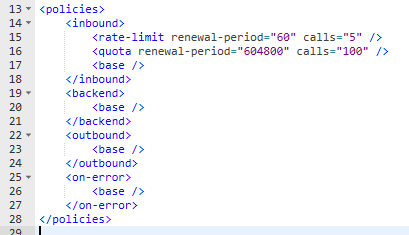 13 <policies>
14     <inbound>
15         <rate-limit renewal-period="60" calls="5" />
16         <quota renewal-period="604800" calls="100" />
17         <base />
18     </inbound>
19     <backend>
20         <base />
21     </backend>
22     <outbound>
23         <base />
24     </outbound>
25     <on-error>
26         <base />
27     </on-error>
28 </policies>
29